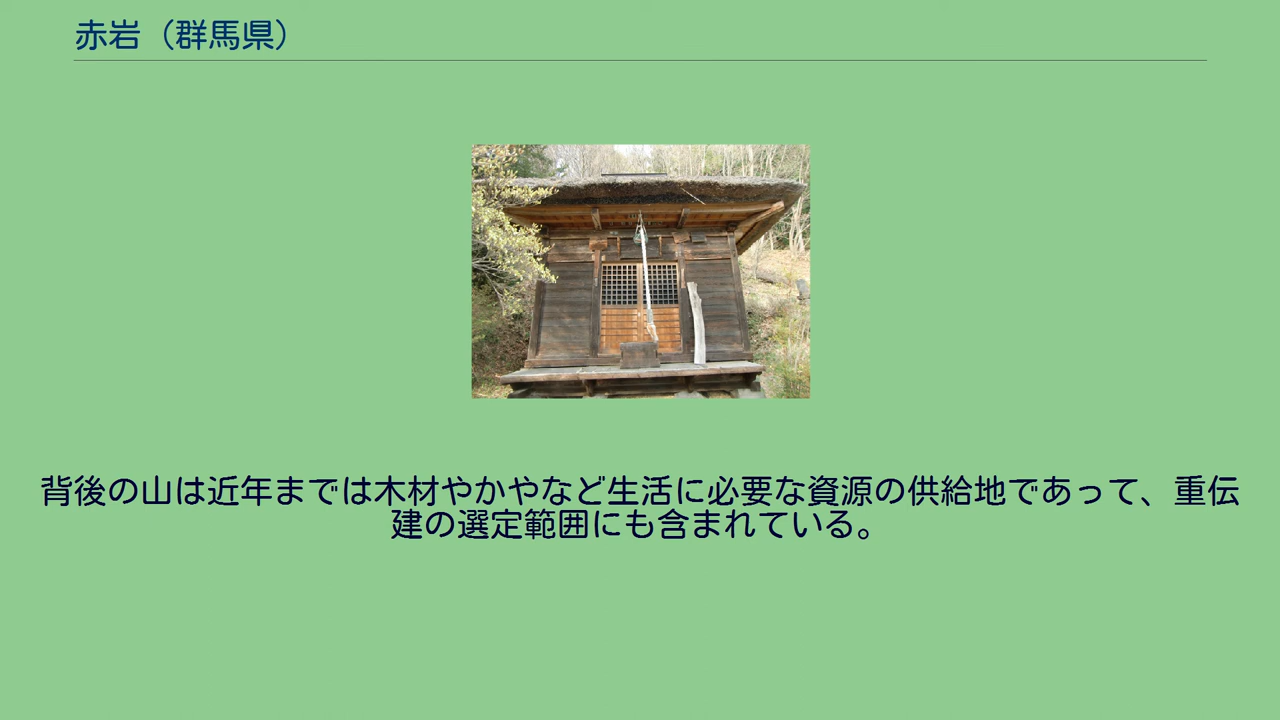 赤岩（群馬県）
背後の山は近年までは木材やかやなど生活に必要な資源の供給地であって、重伝
建の選定範囲にも含まれている。